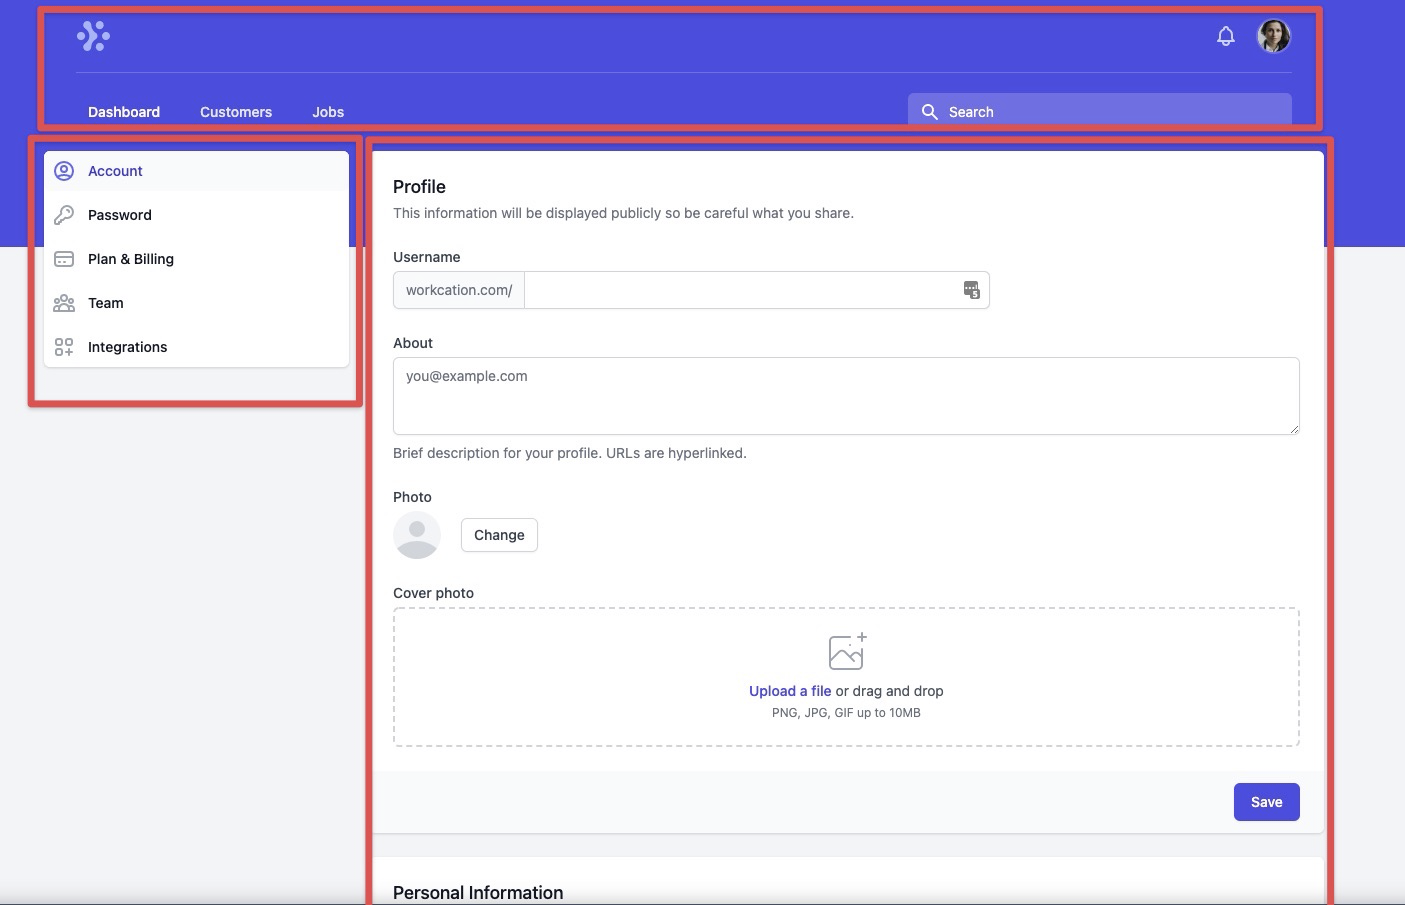 Dashboard
Customers
Jobs
Search
Account
Password
Plan & Billing
Team
Integrations
Profile
This information will be displayed publicly so be careful what you share.
Username
workcation.com/
About
you@example.com
Brief description for your profile. URLs are hyperlinked.
Photo
Change
Cover photo
Upload a file or drag and drop
PNG, JPG, GIF up to 10MB
Save
Personal Information